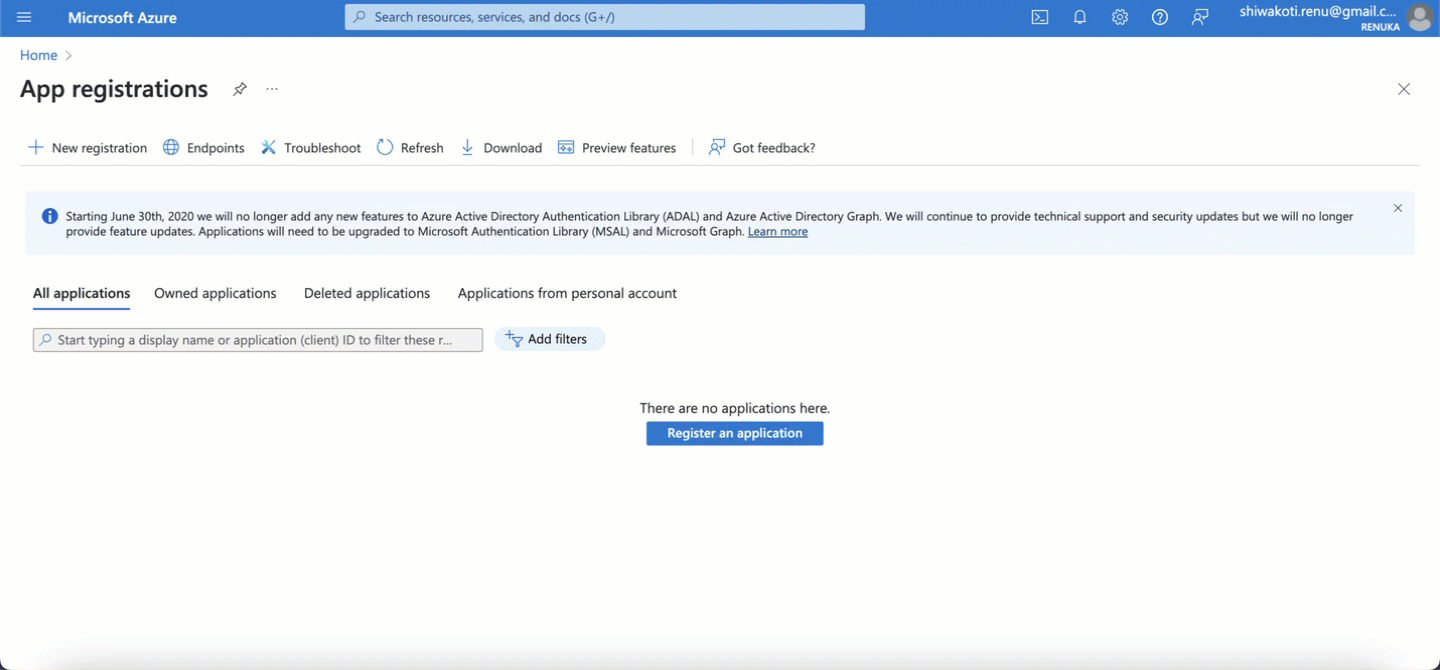 Microsoft Azure
Search resources, services, and docs (G+/)
shiwakoti.renu@gmail.c...
RENUKA
Home
App registrations
...
New registration
Endpoints
Troubleshoot
Refresh
Download
Preview features
Got feedback?
Starting June 30th, 2020 we will no longer add any new features to Azure Active Directory Authentication Library (ADAL) and Azure Active Directory Graph. We will continue to provide technical support and security updates but we will no longer
provide feature updates. Applications will need to be upgraded to Microsoft Authentication Library (MSAL) and Microsoft Graph. Learn more
All applications
Owned applications
Deleted applications
Applications from personal account
Start typing a display name or application (client) ID to filter these r...
Add filters
There are no applications here.
Register an application